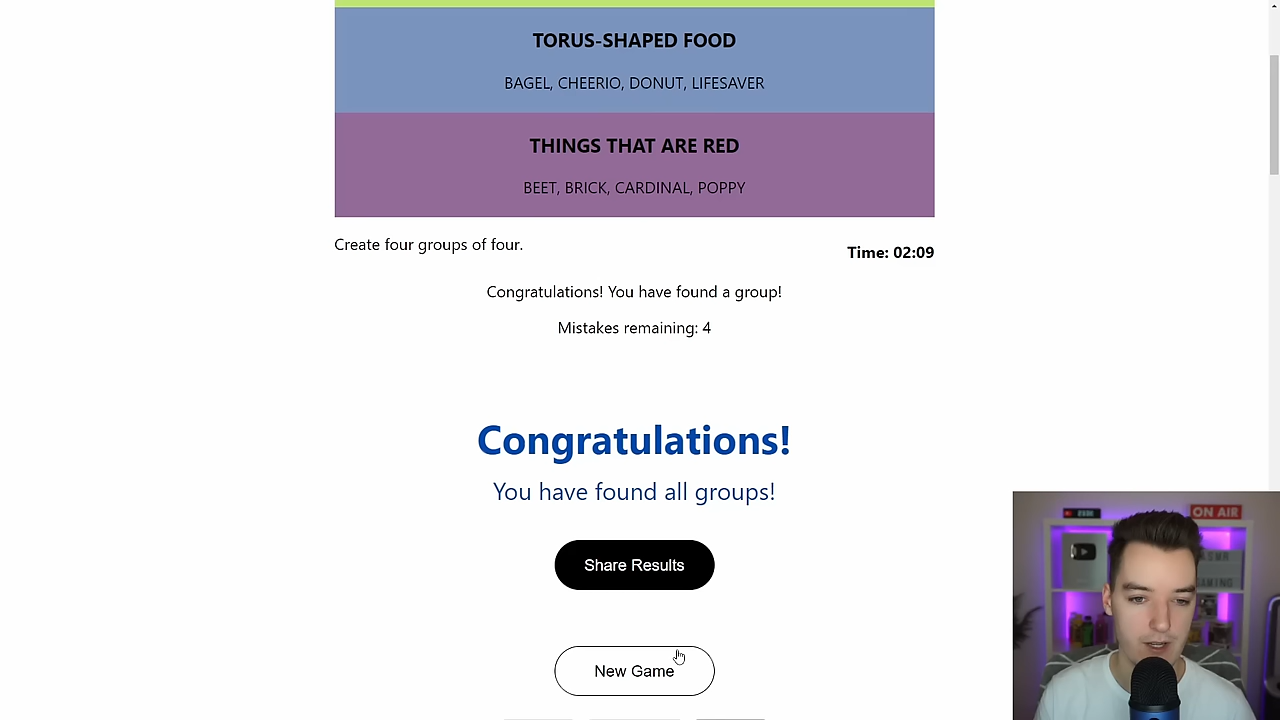 TORUS-SHAPED FOOD
BAGEL, CHEERIO, DONUT, LIFESAVER
THINGS THAT ARE RED
BEET, BRICK, CARDINAL, POPPY
Create four groups of four.
Time: 02:09
Congratulations! You have found a group!
Mistakes remaining: 4
Congratulations!
You have found all groups!
Share Results
ON AIR
ASMR
GAMING
New Game